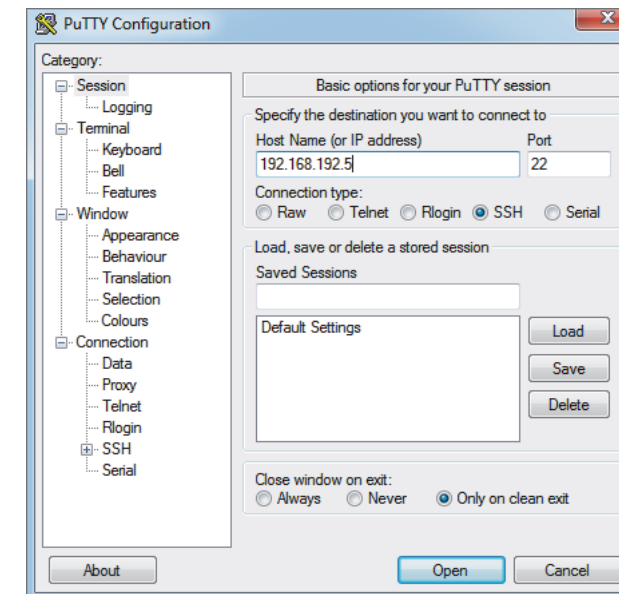 PuTTY Configuration
Category:
Session
Logging
Terminal
Keyboard
Bell
Features
Window
Appearance
Behaviour
Translation
Selection
Colours
Connection
Data
Proxy
Telnet
Rlogin
SSH
Serial
Basic options for your PuTTY session
Specify the destination you want to connect to
Host Name (or IP address) Port
192.168.192.5 22
Connection type:
Raw Telnet Rlogin SSH Serial
Load, save or delete a stored session
Saved Sessions
Default Settings
Load
Save
Delete
Close window on exit:
Always Never Only on clean exit
About Open Cancel